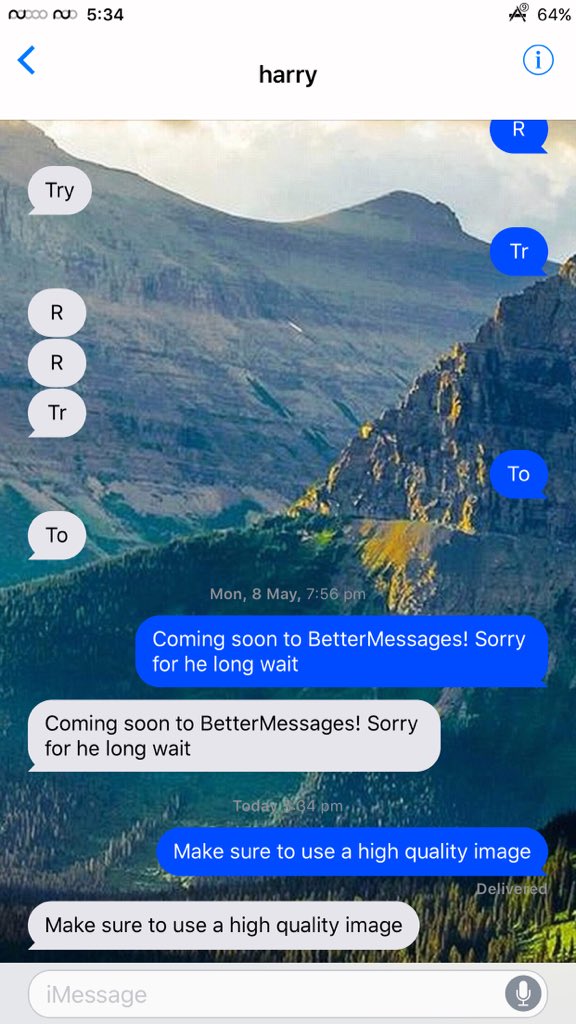 5:34
9
64%
harry
R
Try
Tr
R
R
Tr
To
To
Mon, 8 May, 7:56 pm
Coming soon to BetterMessages! Sorry
for he long wait
Coming soon to BetterMessages! Sorry
for he long wait
Today 5:34 pm
Make sure to use a high quality image
Delivered
Make sure to use a high quality image
iMessage